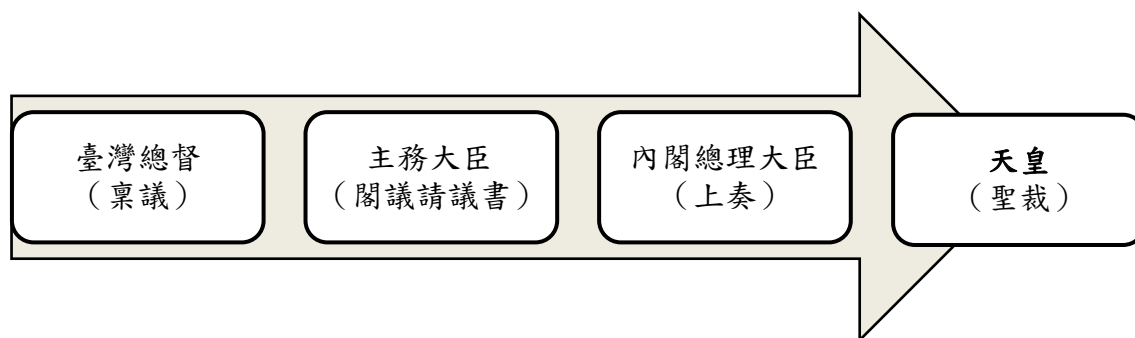 臺灣總督
（稟議）
主務大臣
（閣議請議書）
內閣總理大臣
（上奏）
天皇
（聖裁）